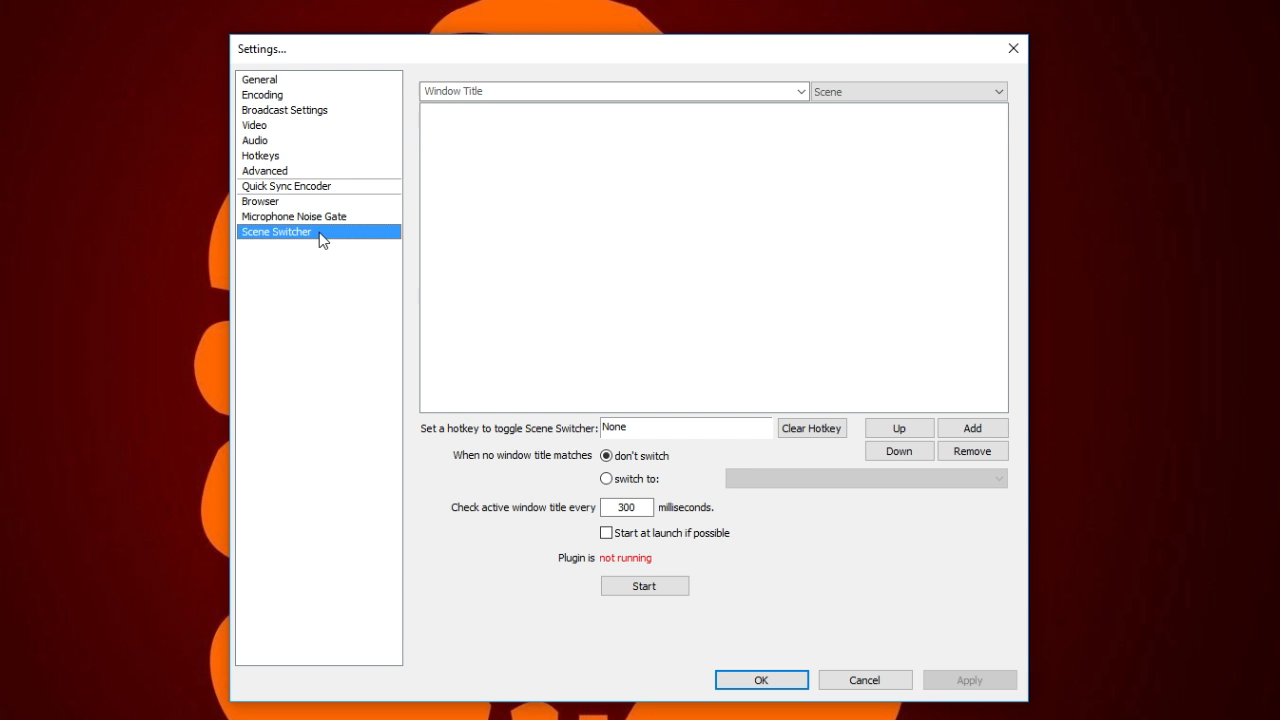 Settings...
General
Encoding
Broadcast Settings
Video
Audio
Hotkeys
Advanced
Quick Sync Encoder
Browser
Microphone Noise Gate
Scene Switcher
Window Title Scene
Set a hotkey to toggle Scene Switcher: None Clear Hotkey Up Add
When no window title matches don't switch Down Remove
switch to:
Check active window title every 300 milliseconds.
Start at launch if possible
Plugin is not running
Start
OK Cancel Apply